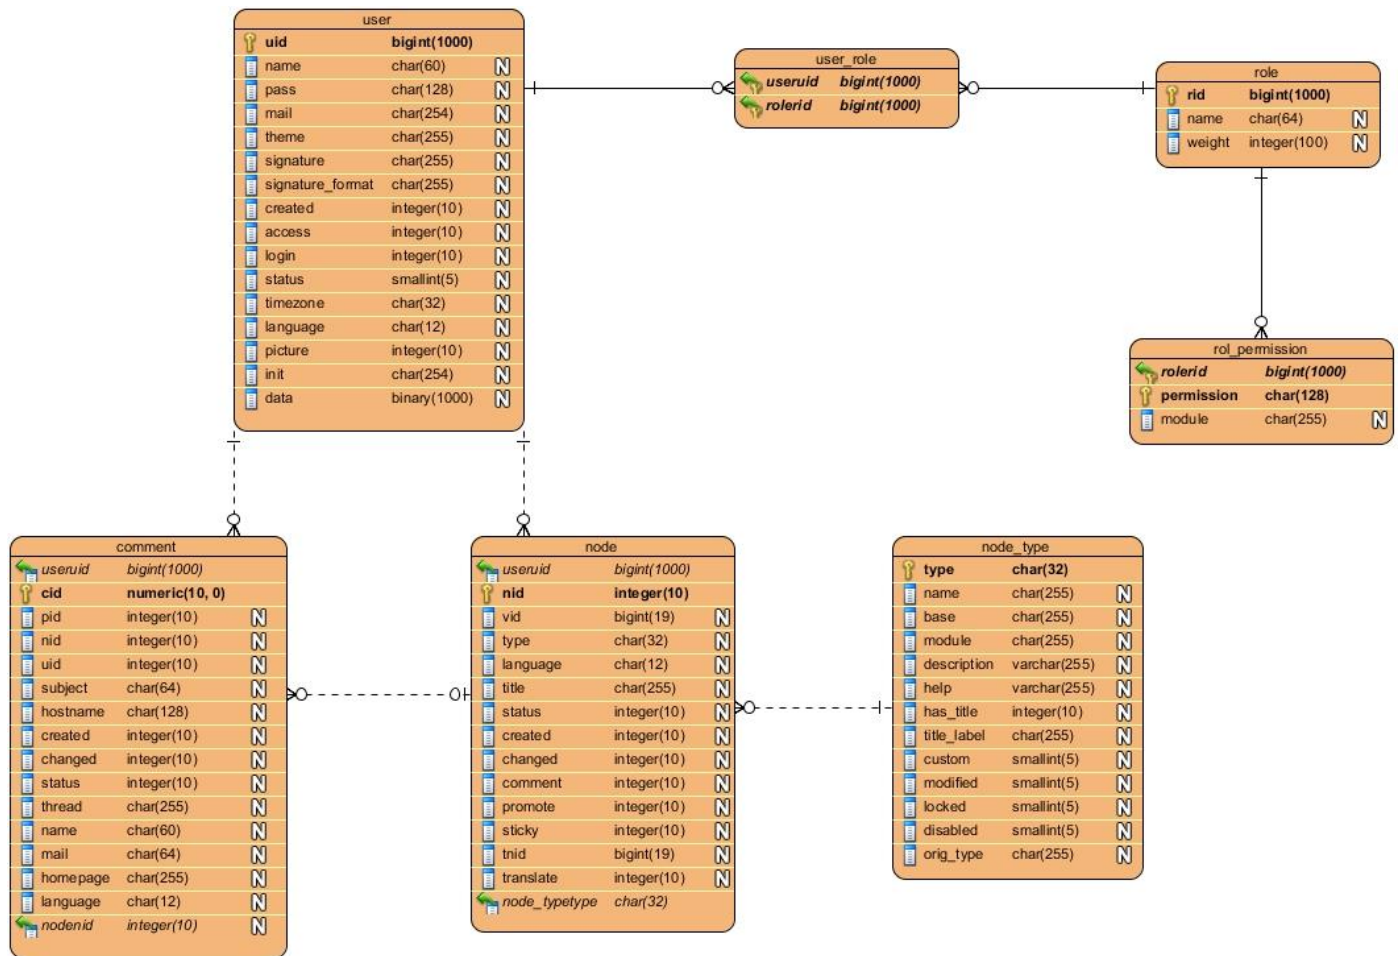 user
uid bigint(1000)
name char(60) N
pass char(128) N
mail char(254) N
theme char(255) N
signature char(255) N
signature_format char(255) N
created integer(10) N
access integer(10) N
login integer(10) N
status smallint(5) N
timezone char(32) N
language char(12) N
picture integer(10) N
init char(254) N
data binary(1000) N
user_role
useruid bigint(1000)
rolerid bigint(1000)
role
rid bigint(1000)
name char(64) N
weight integer(100) N
rol_permission
rolerid bigint(1000)
permission char(128)
module char(255) N
comment
useruid bigint(1000)
cid numeric(10, 0)
pid integer(10) N
nid integer(10) N
uid integer(10) N
subject char(64) N
hostname char(128) N
created integer(10) N
changed integer(10) N
status integer(10) N
thread char(255) N
name char(60) N
mail char(64) N
homepage char(255) N
language char(12) N
nodenid integer(10) N
node
useruid bigint(1000)
nid integer(10)
vid bigint(19) N
type char(32) N
language char(12) N
title char(255) N
status integer(10) N
created integer(10) N
changed integer(10) N
comment integer(10) N
promote integer(10) N
sticky integer(10) N
tnid bigint(19) N
translate integer(10) N
node_typetype char(32)
node_type
type char(32)
name char(255) N
base char(255) N
module char(255) N
description varchar(255) N
help varchar(255) N
has_title integer(10) N
title_label char(255) N
custom smallint(5) N
modified smallint(5) N
locked smallint(5) N
disabled smallint(5) N
orig_type char(255) N